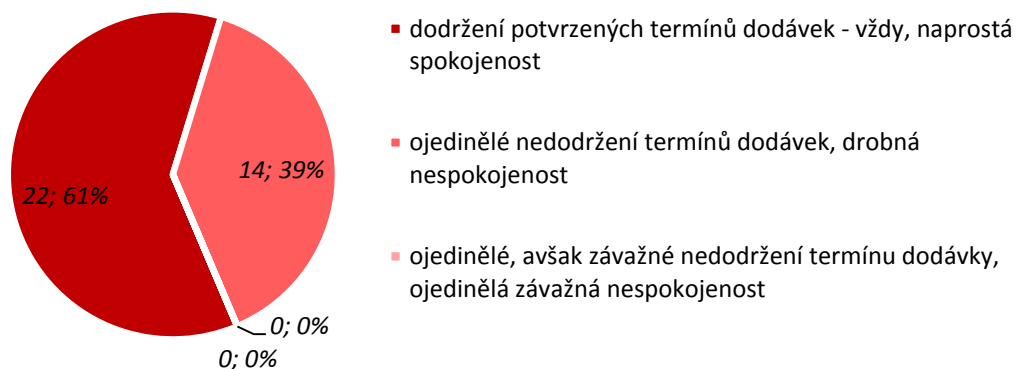 22; 61%
14; 39%
0; 0%
0; 0%
dodržení potvrzených termínů dodávek - vždy, naprostá
spokojenost
ojedinělé nedodržení termínů dodávek, drobná
nespokojenost
ojedinělé, avšak závažné nedodržení termínu dodávky,
ojedinělá závažná nespokojenost